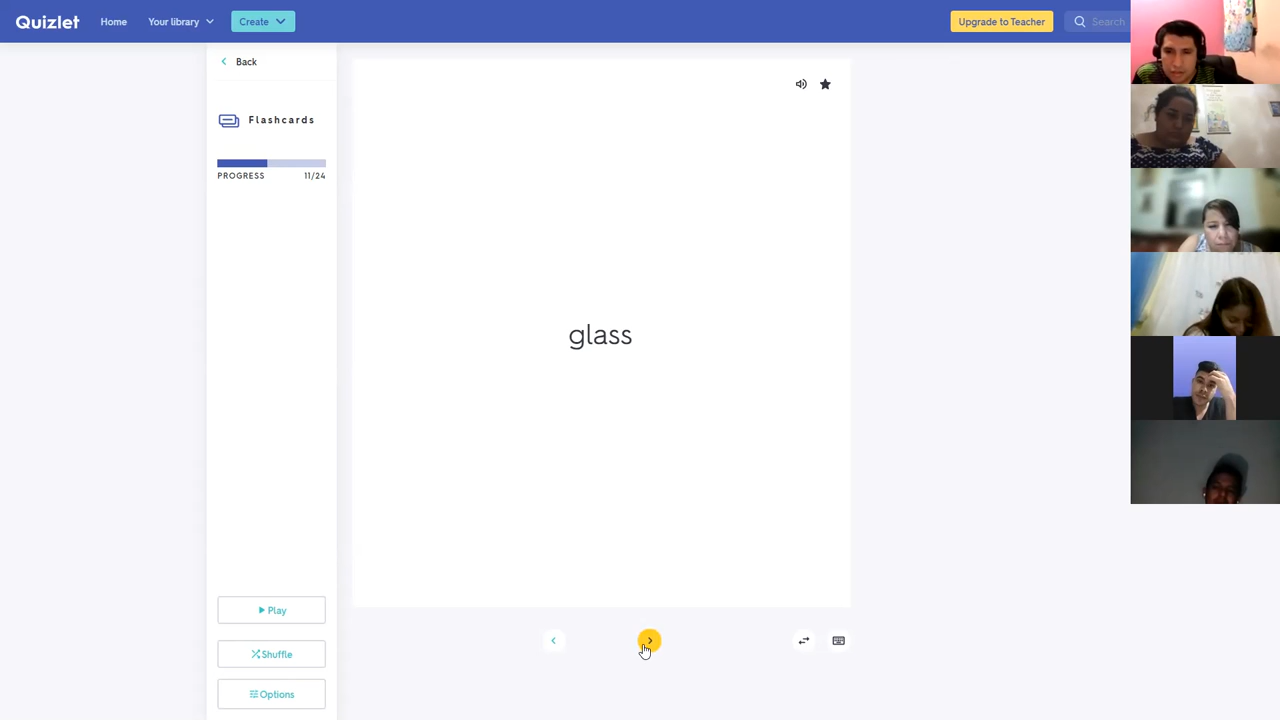 Quizlet Home Your library Create Upgrade to Teacher Search
Back
Flashcards
PROGRESS 11/24
glass
Play
Shuffle
Options